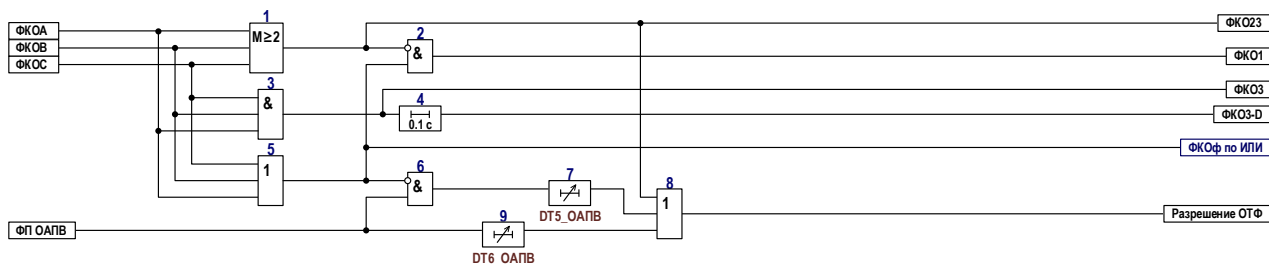 1
ФКОА
ФКО23
M≥2
2
ФКОВ
&
ФКО1
ФКОС
3
ФКО3
&
4
0.1 с
ФКО3-D
5
ФКОф по ИЛИ
1
6
&
7
8
1
DT5_ОАПВ
9
Разрешение ОТФ
ФП ОАПВ
DT6_ОАПВ